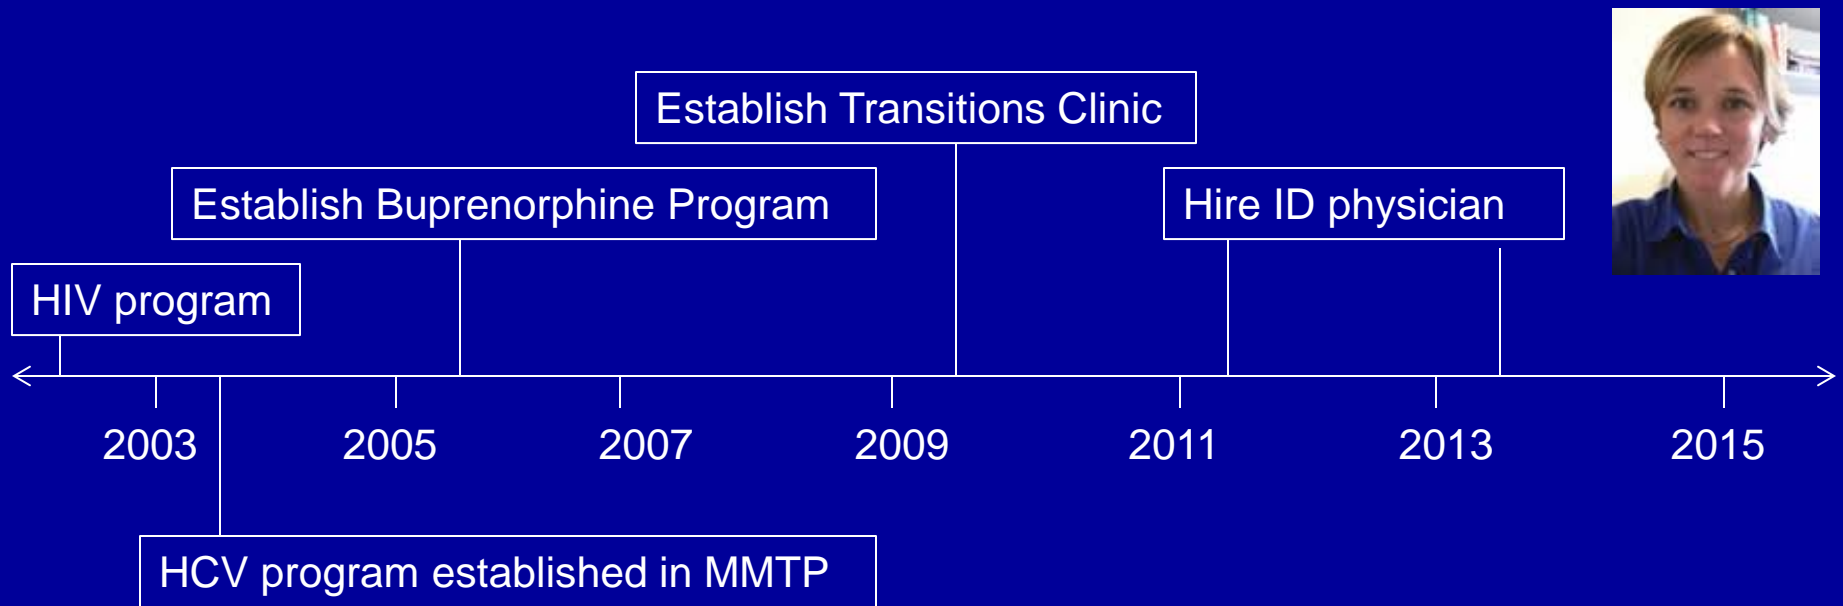 Establish Transitions Clinic
Establish Buprenorphine Program
Hire ID physician
HIV program
2003
2005
2007
2009
2011
2013
2015
HCV program established in MMTP